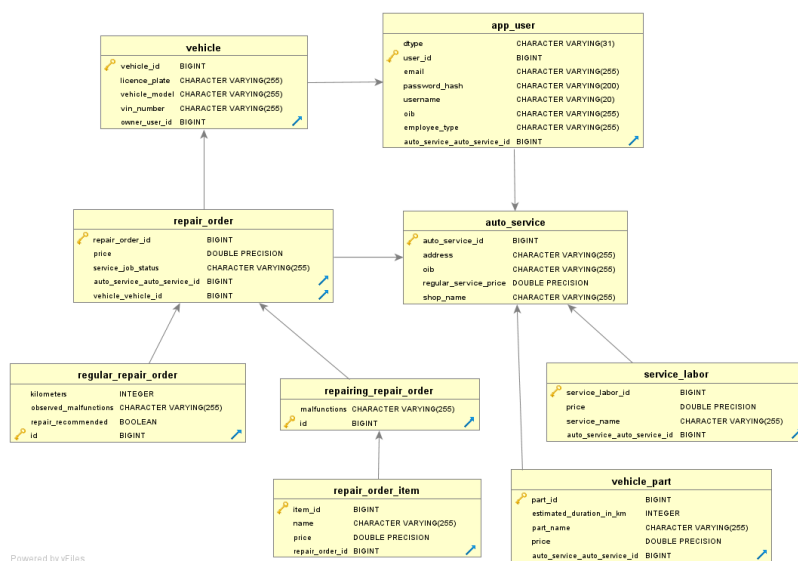 app_user
dtype CHARACTER VARYING(31)
user_id BIGINT
email CHARACTER VARYING(255)
password_hash CHARACTER VARYING(200)
username CHARACTER VARYING(20)
oib CHARACTER VARYING(255)
employee_type CHARACTER VARYING(255)
auto_service_auto_service_id BIGINT
vehicle
vehicle_id BIGINT
licence_plate CHARACTER VARYING(255)
vehicle_model CHARACTER VARYING(255)
vin_number CHARACTER VARYING(255)
owner_user_id BIGINT
repair_order
repair_order_id BIGINT
price DOUBLE PRECISION
service_job_status CHARACTER VARYING(255)
auto_service_auto_service_id BIGINT
vehicle_vehicle_id BIGINT
auto_service
auto_service_id BIGINT
address CHARACTER VARYING(255)
oib CHARACTER VARYING(255)
regular_service_price DOUBLE PRECISION
shop_name CHARACTER VARYING(255)
regular_repair_order
kilometers INTEGER
observed_malfunctions CHARACTER VARYING(255)
repair_recommended BOOLEAN
id BIGINT
repairing_repair_order
malfunctions CHARACTER VARYING(255)
id BIGINT
service_labor
service_labor_id BIGINT
price DOUBLE PRECISION
service_name CHARACTER VARYING(255)
auto_service_auto_service_id BIGINT
repair_order_item
item_id BIGINT
name CHARACTER VARYING(255)
price DOUBLE PRECISION
repair_order_id BIGINT
vehicle_part
part_id BIGINT
estimated_duration_in_km INTEGER
part_name CHARACTER VARYING(255)
price DOUBLE PRECISION
auto_service_auto_service_id BIGINT
Powered by yFiles